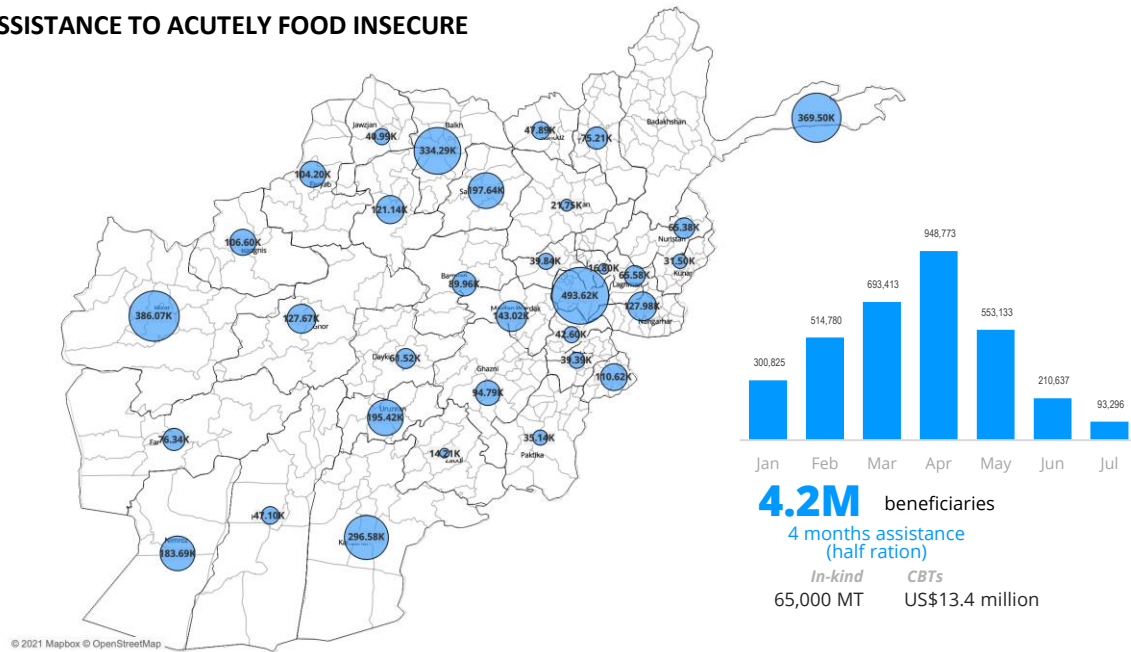 SSISTANCE TO ACUTELY FOOD INSECURE
369.50K
Badakhshan
Jawzjan
40.99K
Balkh
334.29K
47.89K
75.21K
104.20K
197.64K
121.14K
21.75K
65.38K
Nuristan
106.60K
39.84K
16.80K
31.50K
Kunar
65.58K
Laghman
89.96K
493.62K
386.07K
127.67K
Ghor
143.02K
127.98K
Nangarhar
42.60K
61.52K
39.39K
Ghazni
110.62K
94.79K
195.42K
76.34K
14.21K
35.14K
Paktika
47.10K
296.58K
183.69K
948,773
693,413
553,133
514,780
300,825
210,637
93,296
Jan Feb Mar Apr May Jun Jul
4.2M beneficiaries
4 months assistance
(half ration)
In-kind CBTs
65,000 MT US$13.4 million
© 2021 Mapbox © OpenStreetMap